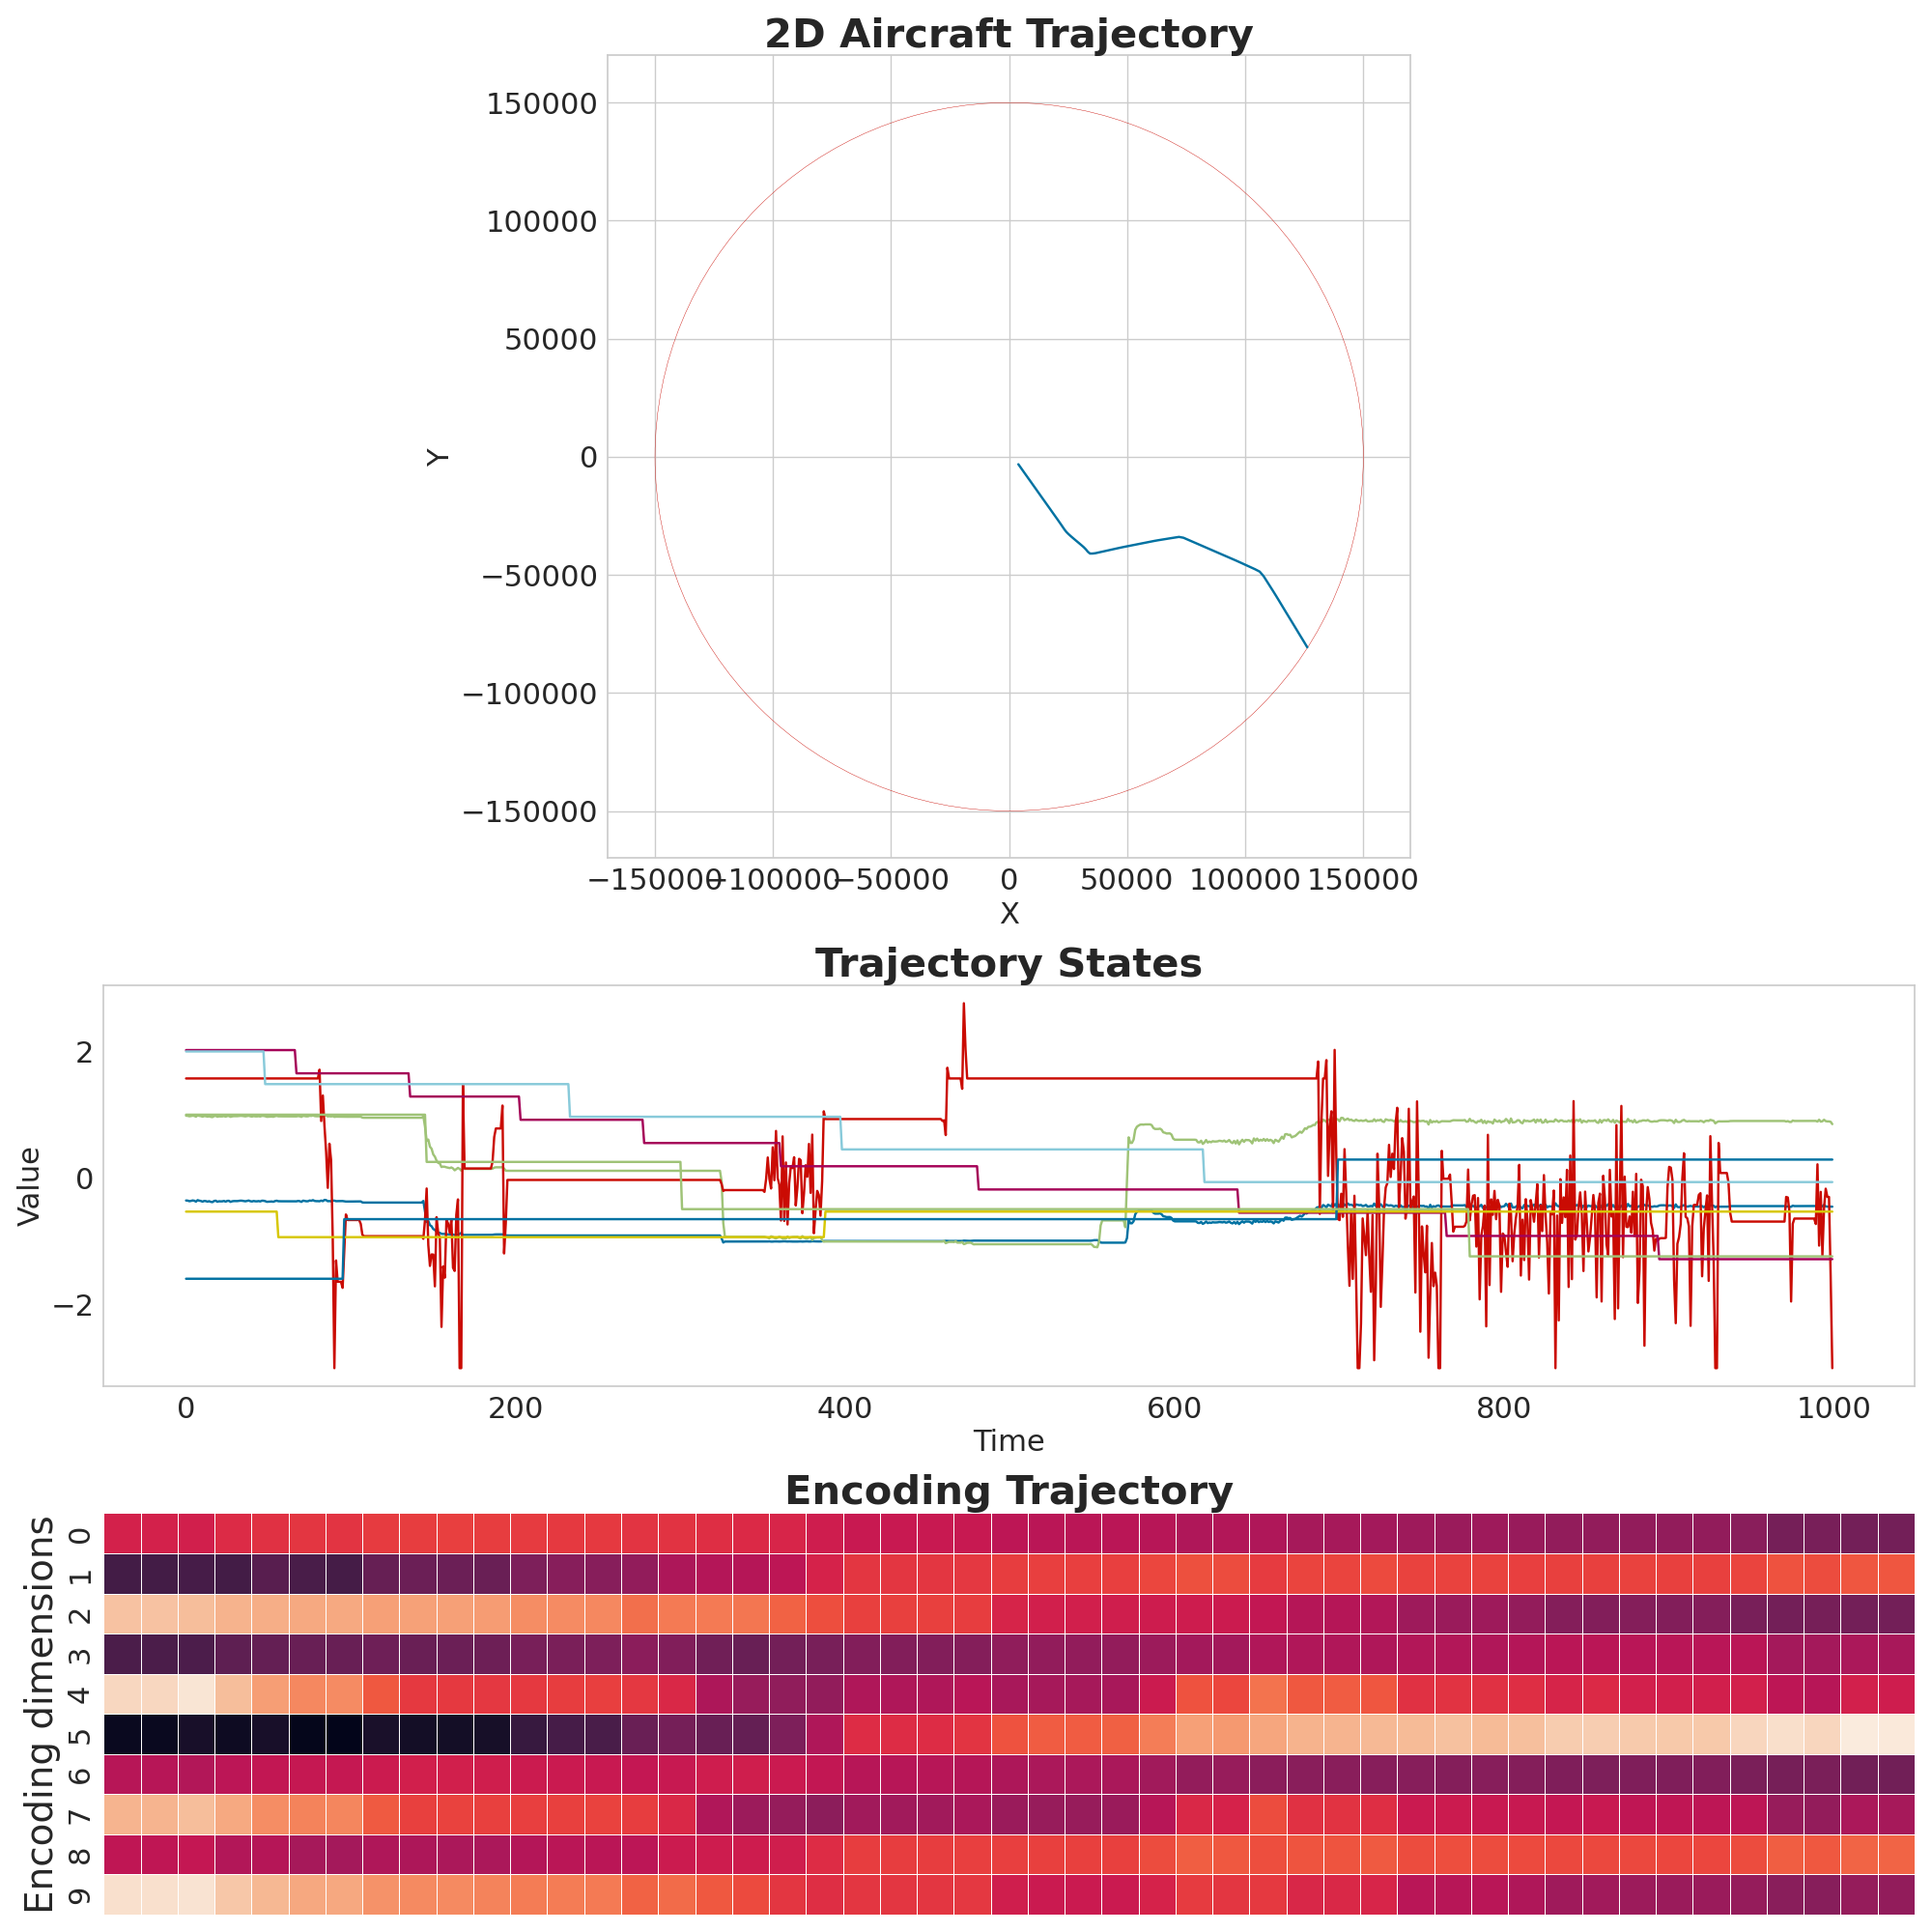 2D Aircraft Trajectory
150000
100000
50000
0
−50000
−100000
−150000
Y
−150000 −100000 −50000 0 50000 100000 150000
X
Trajectory States
2
0
−2
Value
0 200 400 600 800 1000
Time
Encoding Trajectory
Encoding dimensions
0
1
2
3
4
5
6
7
8
9